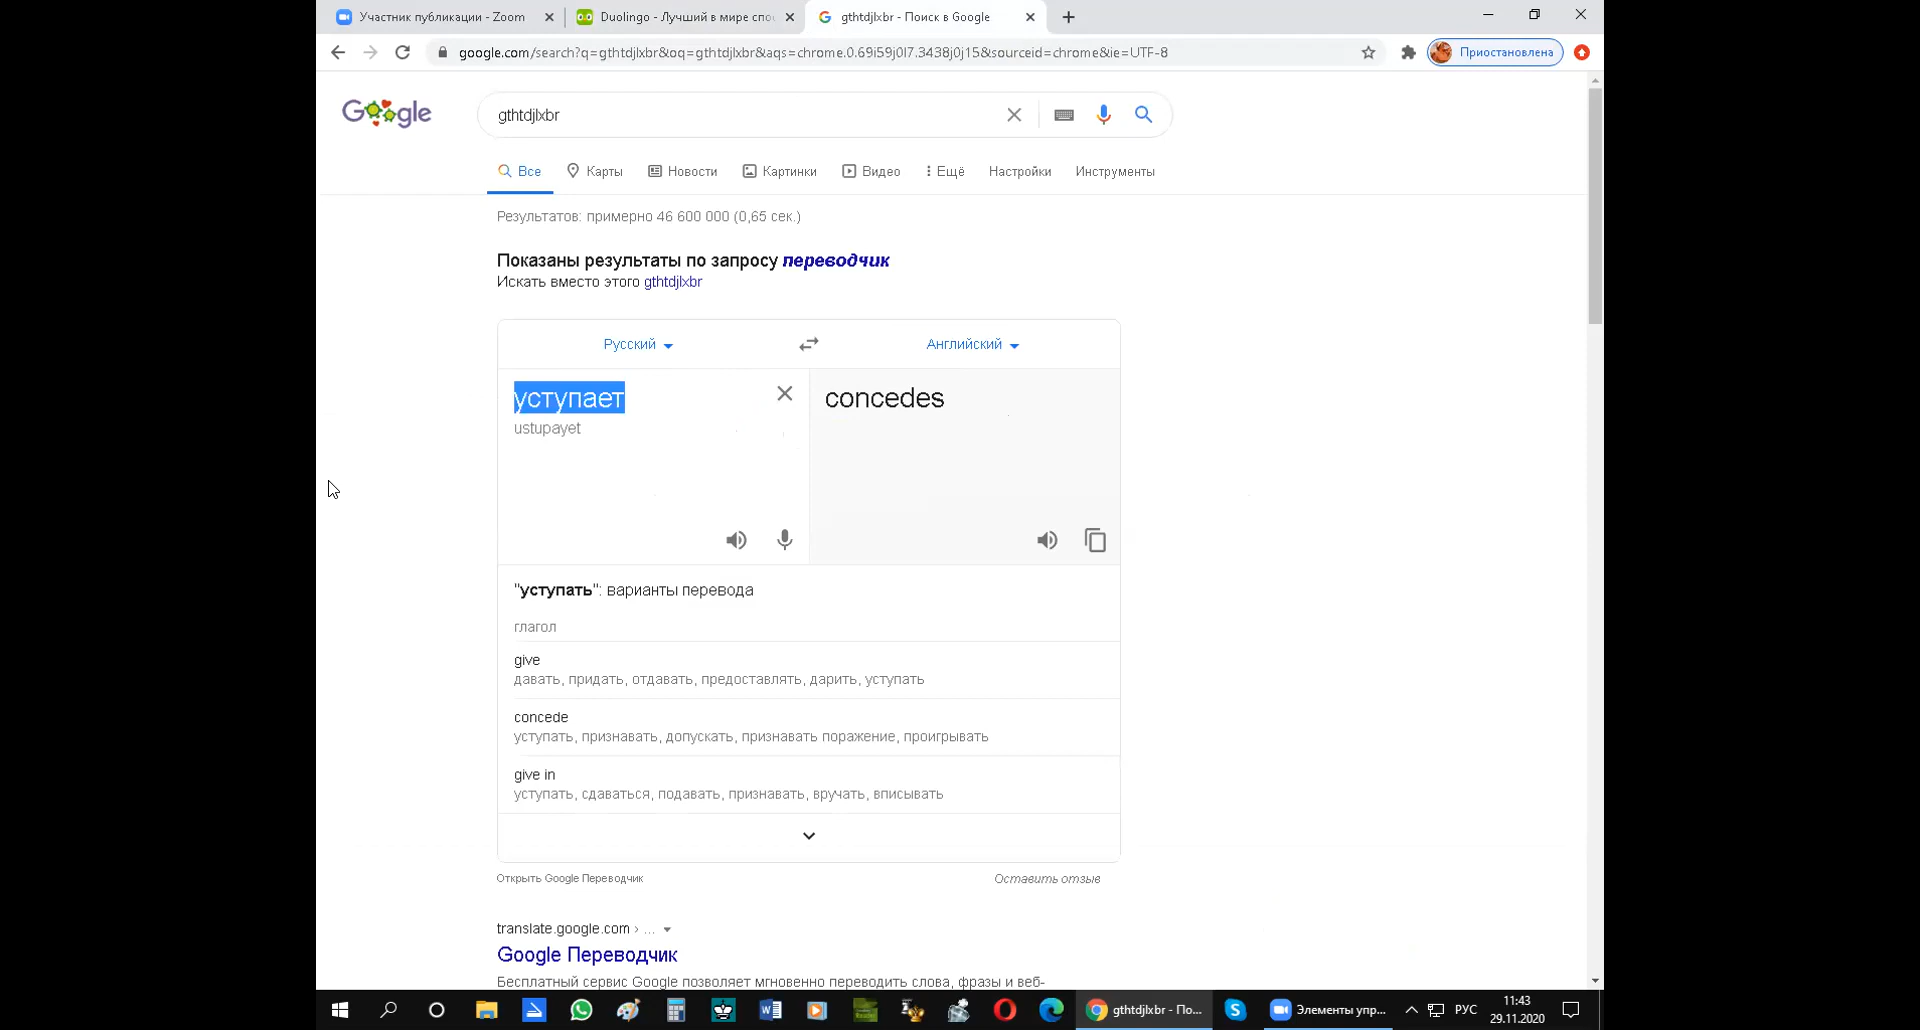 Участник публикации - Zoom
Duolingo - Лучший в мире спо
gthtdjlxbr - Поиск в Google
google.com/search?q=gthtdjlxbr&oq=gthtdjlxbr&aqs=chrome.0.69i59j0l7.3438j0j15&sourceid=chrome&ie=UTF-8
Приостановлена
Google
gthtdjlxbr
Все
Карты
Новости
Картинки
Видео
Ещё
Настройки
Инструменты
Результатов: примерно 46 600 000 (0,65 сек.)
Показаны результаты по запросу переводчик
Искать вместо этого gthtdjlxbr
Русский
Английский
уступает
concedes
ustupayet
"уступать": варианты перевода
глагол
give
давать, придать, отдавать, предоставлять, дарить, уступать
concede
уступать, признавать, допускать, признавать поражение, проигрывать
give in
уступать, сдаваться, подавать, признавать, вручать, вписывать
Открыть Google Переводчик
Оставить отзыв
translate.google.com › ...
Google Переводчик
Бесплатный сервис Google позволяет мгновенно переводить слова, фразы и веб-
gthtdjlxbr - По...
Элементы упр...
РУС
11:43
29.11.2020